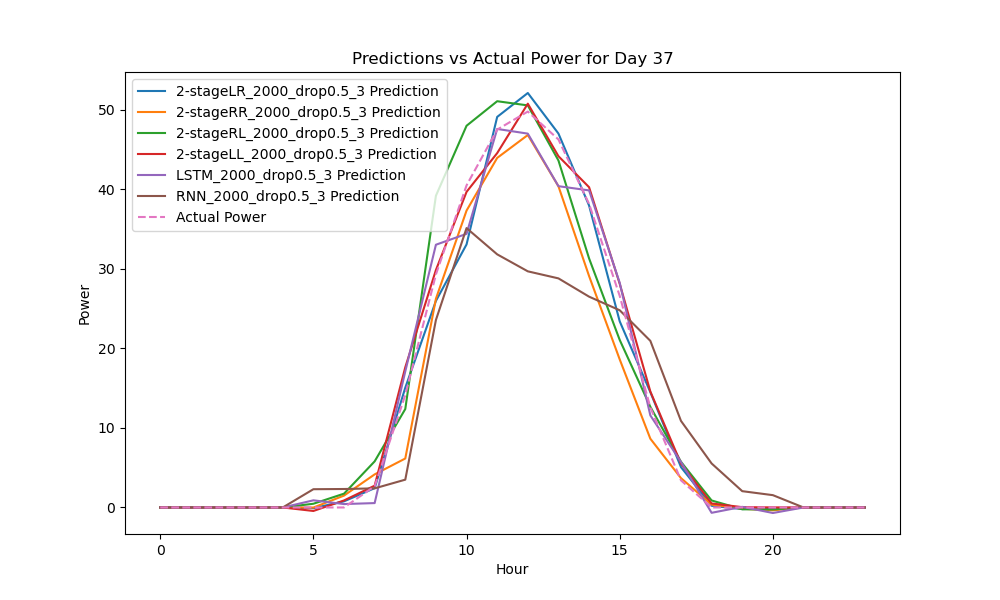 Predictions vs Actual Power for Day 37
2-stageLR_2000_drop0.5_3 Prediction
2-stageRR_2000_drop0.5_3 Prediction
2-stageRL_2000_drop0.5_3 Prediction
2-stageLL_2000_drop0.5_3 Prediction
LSTM_2000_drop0.5_3 Prediction
RNN_2000_drop0.5_3 Prediction
Actual Power
Power
50
40
30
20
10
0
0 5 10 15 20
Hour